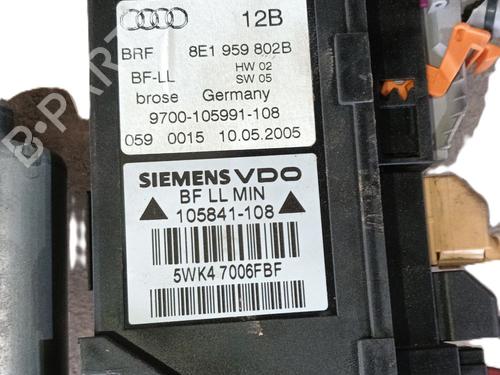 12B
BRF 8E1 959 802B
HW 02
BF-LL SW 05
brose Germany
9700-105991-108
059 0015 10.05.2005
SIEMENS VDO
BF LL MIN
105841-108
5WK4 7006FBF